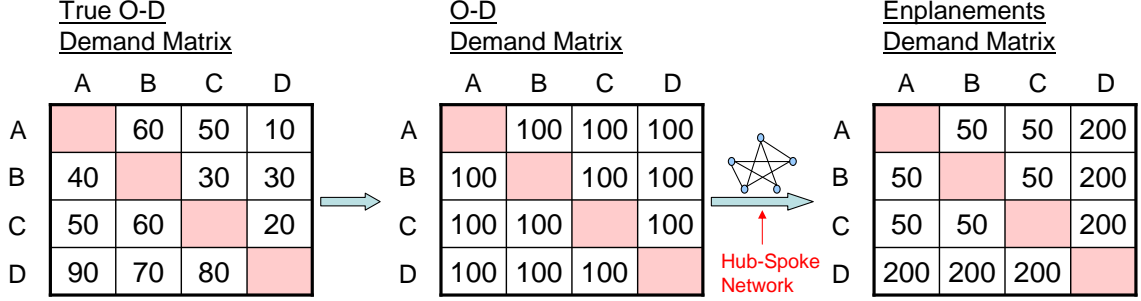 True O-D
Demand Matrix
A B C D
A 60 50 10
B 40 30 30
C 50 60 20
D 90 70 80
O-D
Demand Matrix
A B C D
A 100 100 100
B 100 100 100
C 100 100 100
D 100 100 100
Hub-Spoke
Network
Enplanements
Demand Matrix
A B C D
A 50 50 200
B 50 50 200
C 50 50 200
D 200 200 200